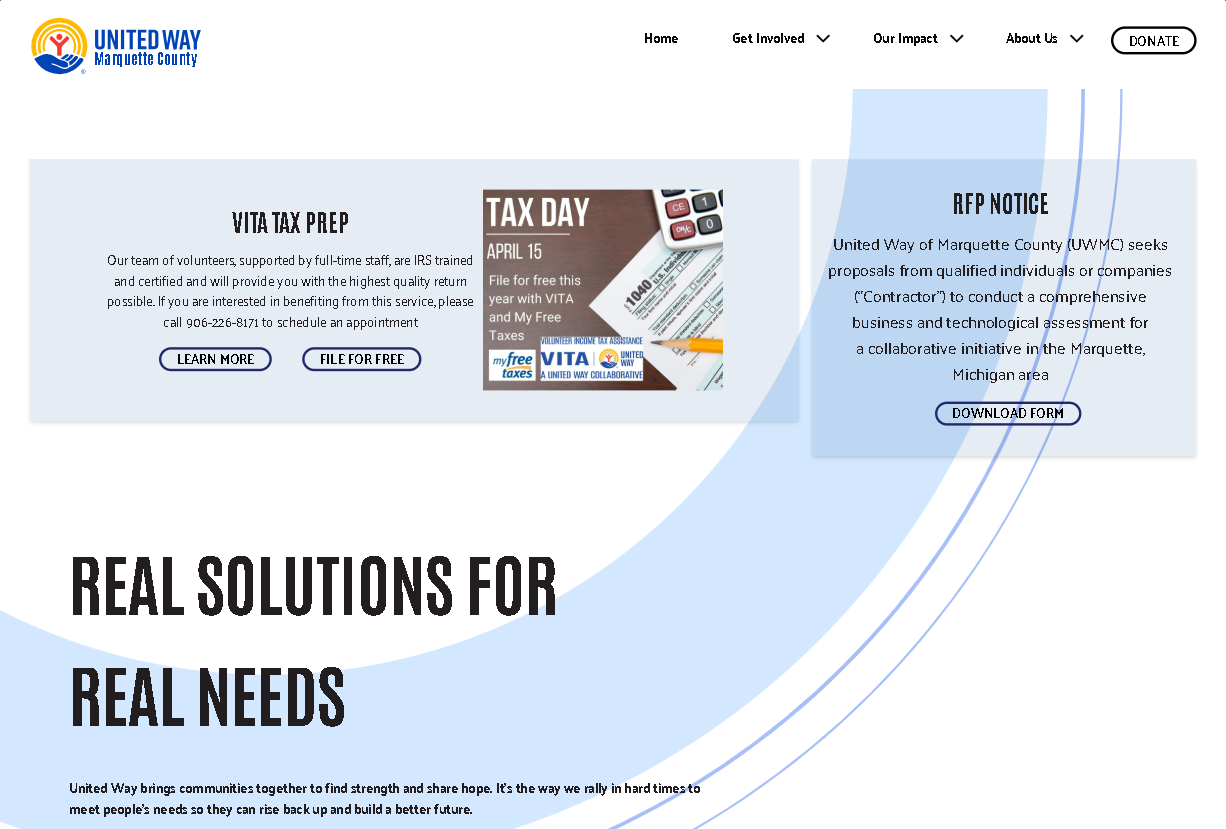 UNITED WAY
Marquette County
®
Home
Get Involved
Our Impact
About Us
DONATE
VITA TAX PREP
Our team of volunteers, supported by full-time staff, are IRS trained
and certified and will provide you with the highest quality return
possible. If you are interested in benefiting from this service, please
call 906-226-8171 to schedule an appointment
LEARN MORE
FILE FOR FREE
TAX DAY
APRIL 15
File for free this
year with VITA
and My Free
Taxes
my free
taxes
VOLUNTEER INCOME TAX ASSISTANCE
VITA
UNITED
WAY
A UNITED WAY COLLABORATIVE
CE
1
0
1040
RFP NOTICE
United Way of Marquette County (UWMC) seeks
proposals from qualified individuals or companies
(“Contractor”) to conduct a comprehensive
business and technological assessment for
a collaborative initiative in the Marquette,
Michigan area
DOWNLOAD FORM
REAL SOLUTIONS FOR
REAL NEEDS
United Way brings communities together to find strength and share hope. It’s the way we rally in hard times to
meet people’s needs so they can rise back up and build a better future.